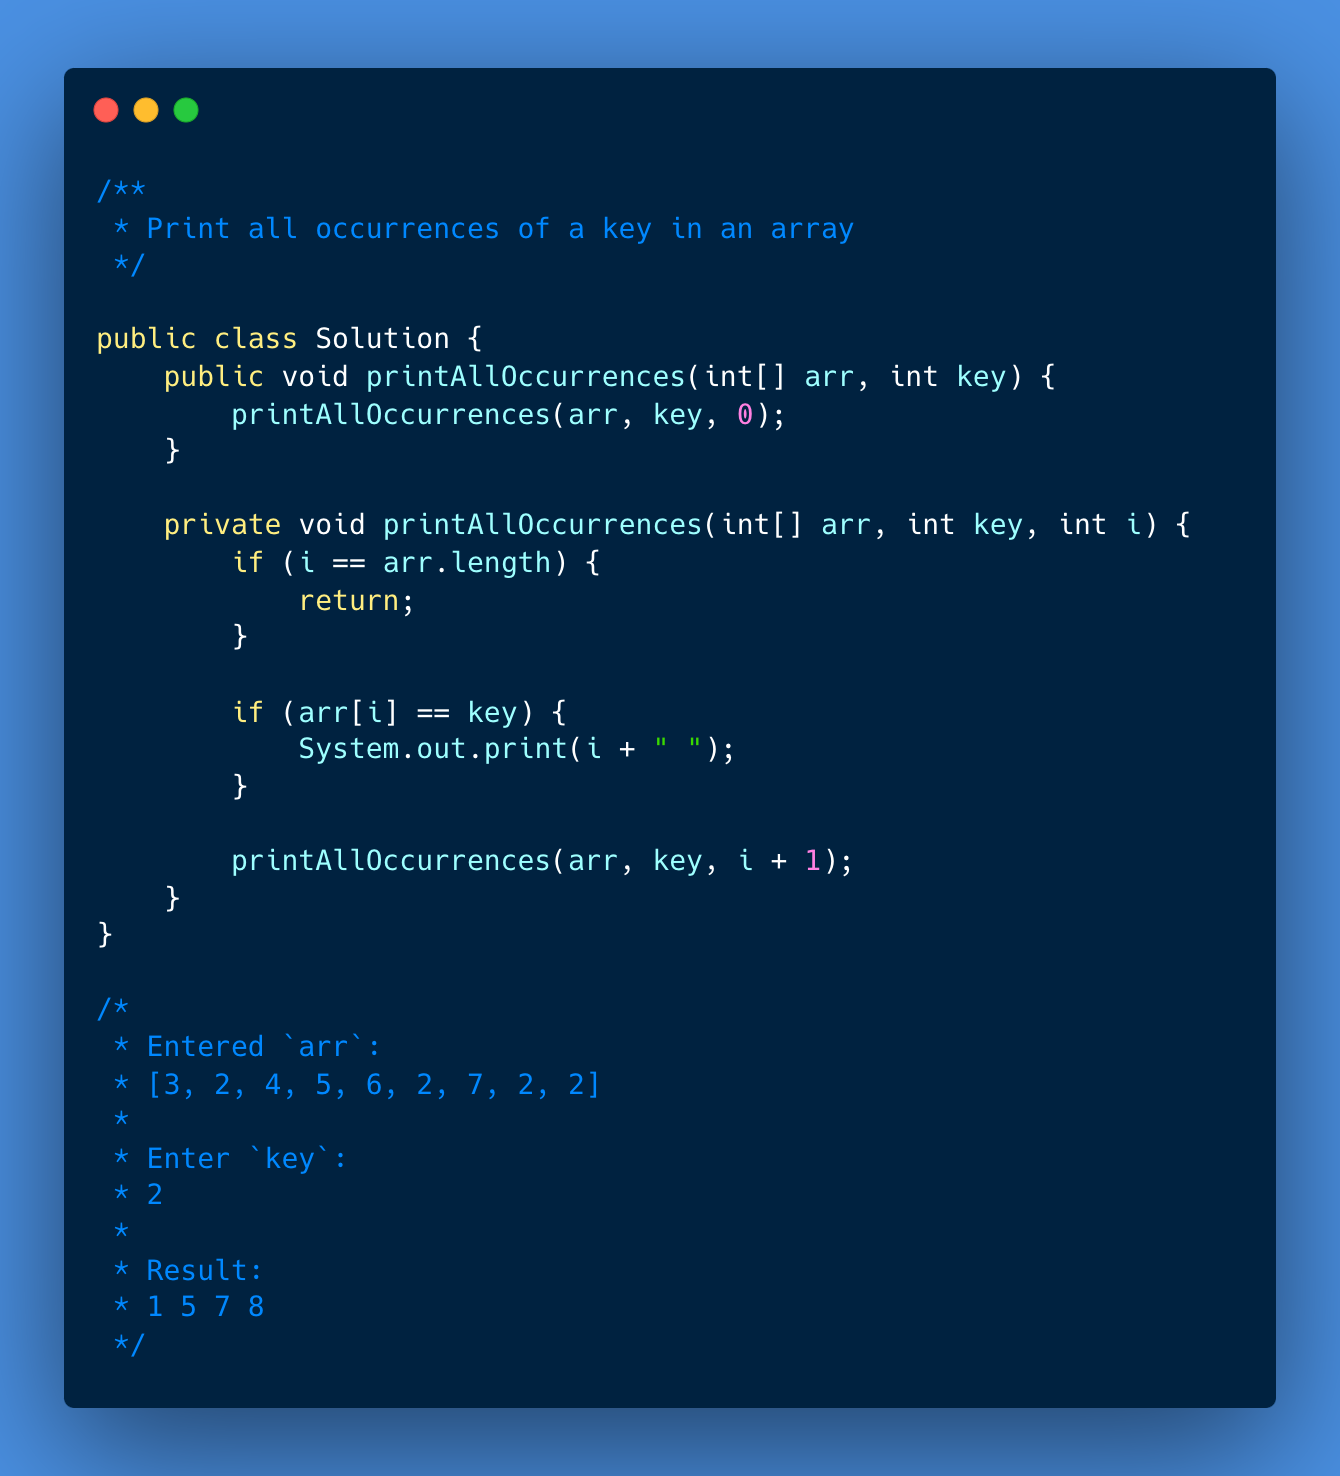 /**
 * Print all occurrences of a key in an array
 */

public class Solution {
    public void printAllOccurrences(int[] arr, int key) {
        printAllOccurrences(arr, key, 0);
    }

    private void printAllOccurrences(int[] arr, int key, int i) {
        if (i == arr.length) {
            return;
        }

        if (arr[i] == key) {
            System.out.print(i + " ");
        }

        printAllOccurrences(arr, key, i + 1);
    }
}

/*
 * Entered `arr`:
 * [3, 2, 4, 5, 6, 2, 7, 2, 2]
 *
 * Enter `key`:
 * 2
 *
 * Result:
 * 1 5 7 8
 */